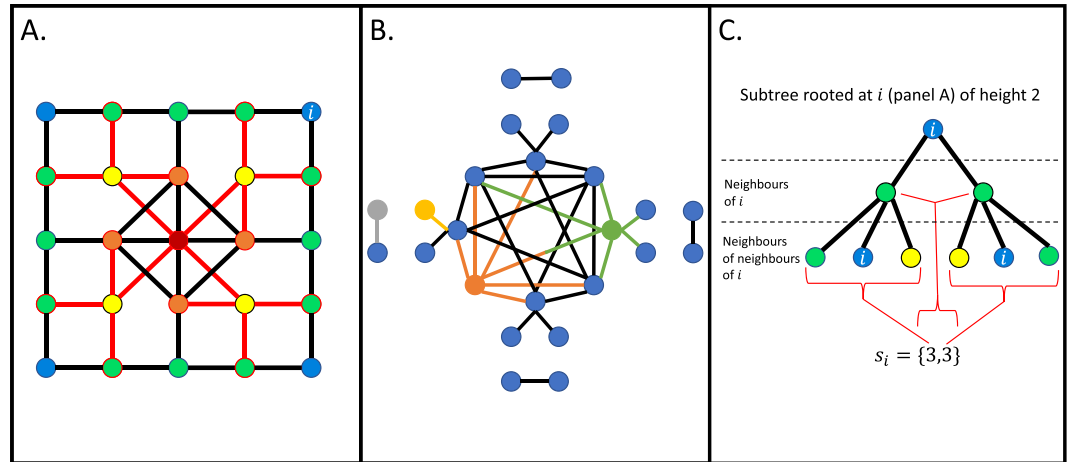 A.
i
B.
C.
Subtree rooted at i (panel A) of height 2
i
Neighbours
of i
Neighbours
of neighbours
of i
i
i
s_i = {3,3}